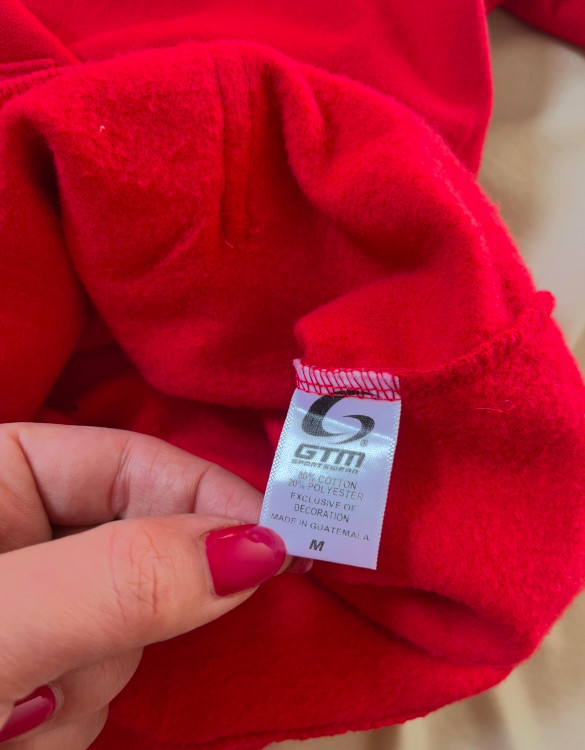 GTM®
SPORTSWEAR
80% COTTON
20% POLYESTER
EXCLUSIVE OF
DECORATION
MADE IN GUATEMALA
M